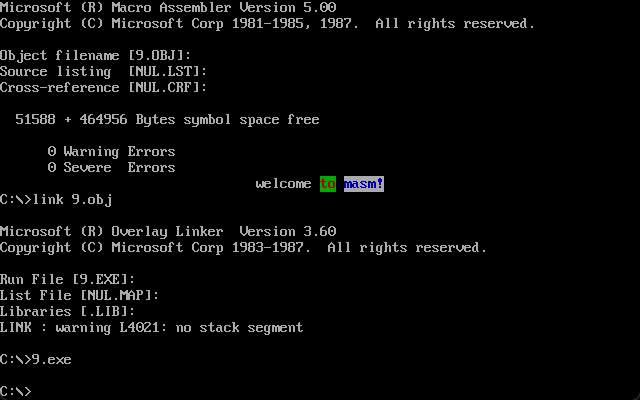 Microsoft (R) Macro Assembler Version 5.00
Copyright (C) Microsoft Corp 1981-1985, 1987.  All rights reserved.
Object filename [9.OBJ]:
Source listing  [NUL.LST]:
Cross-reference [NUL.CRF]:
51588 + 464956 Bytes symbol space free
0 Warning Errors
0 Severe  Errors
welcome to masm!
C:\>link 9.obj
Microsoft (R) Overlay Linker  Version 3.60
Copyright (C) Microsoft Corp 1983-1987.  All rights reserved.
Run File [9.EXE]:
List File [NUL.MAP]:
Libraries [.LIB]:
LINK : warning L4021: no stack segment
C:\>9.exe
C:\>